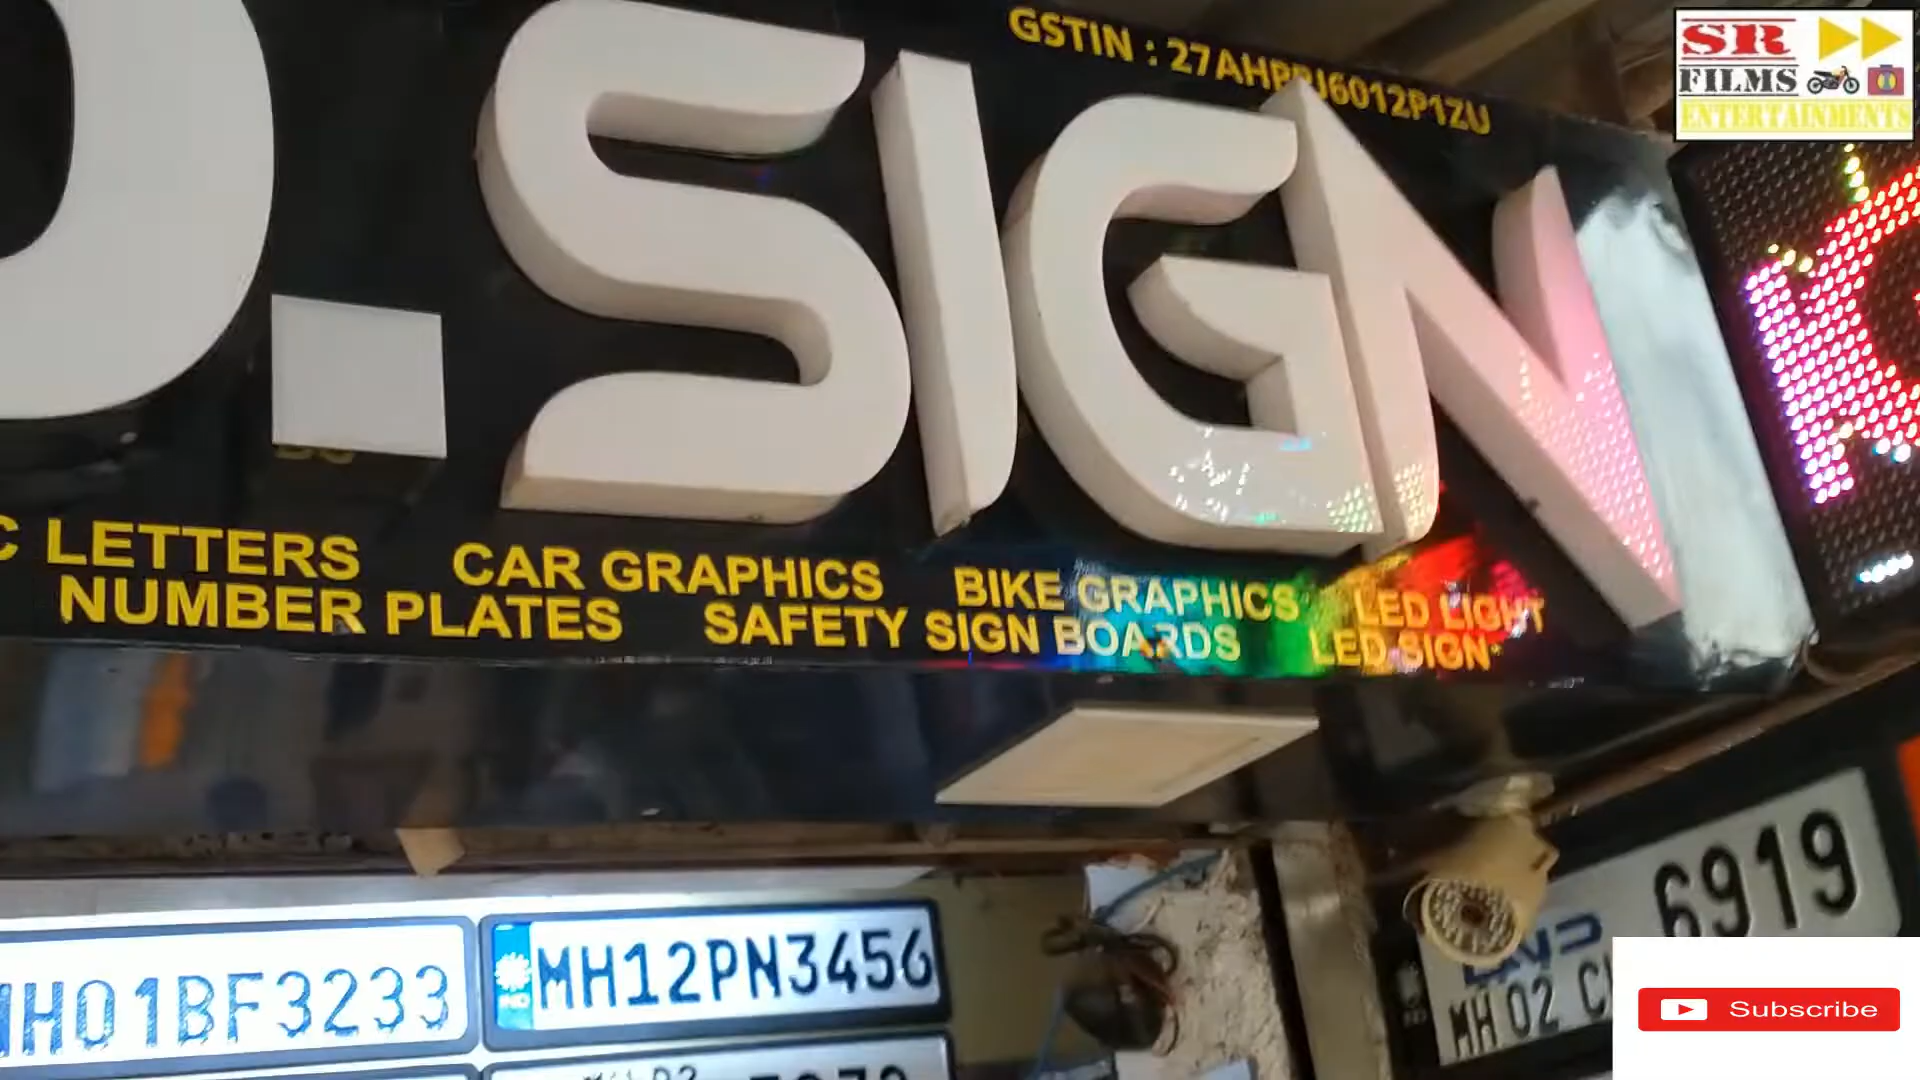 GSTIN : 27AHPPJ6012P1ZU
SR
FILMS
ENTERTAINMENTS
D. SIGN
C LETTERS CAR GRAPHICS BIKE GRAPHICS LED LIGHT
NUMBER PLATES SAFETY SIGN BOARDS LED SIGN
MH01BF3233
IND MH12PN3456
6919
MH 02 C
Subscribe